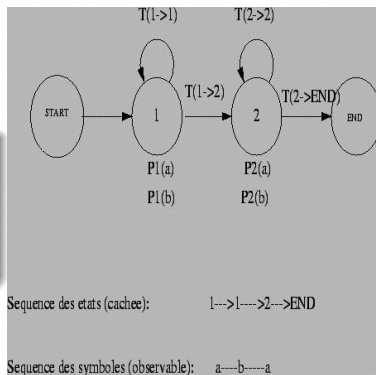 T(1->1) T(2->2)
T(1->2) T(2->END)
START 1 2 END
P1(a) P2(a)
P1(b) P2(b)
Sequence des etats (cachee): 1--->1---->2--->END
Sequence des symboles (observable): a----b-----a